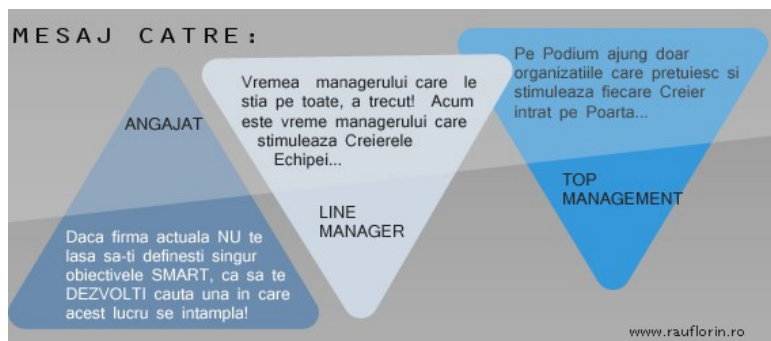 MESAJ CATRE:
ANGAJAT
Daca firma actuala NU te
lasa sa-ti definesti singur
obiectivele SMART, ca sa te
DEZVOLTI cauta una in care
acest lucru se intampla!
Vremea managerului care le
stia pe toate, a trecut! Acum
este vreme managerului care
stimuleaza Creierele
Echipei...
LINE
MANAGER
Pe Podium ajung doar
organizatiile care pretuiesc si
stimuleaza fiecare Creier
intrat pe Poarta...
TOP
MANAGEMENT
www.rauflorin.ro